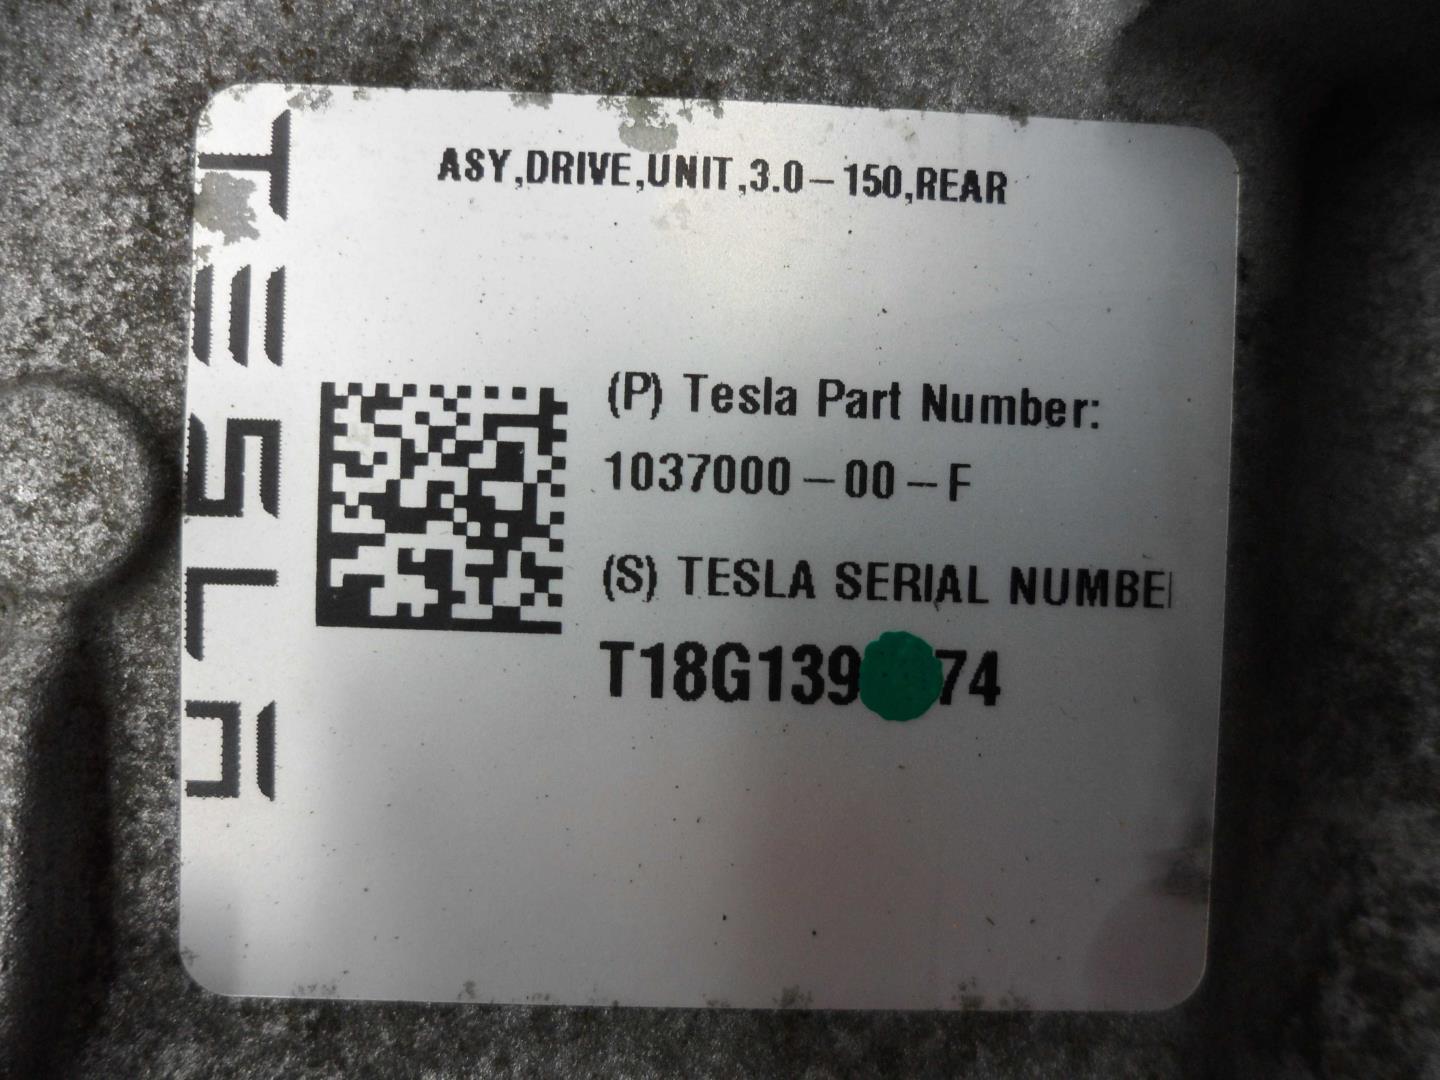 TESLA
ASY,DRIVE,UNIT,3.0-150,REAR
(P) Tesla Part Number:
1037000-00-F
(S) TESLA SERIAL NUMBE
T18G139 74